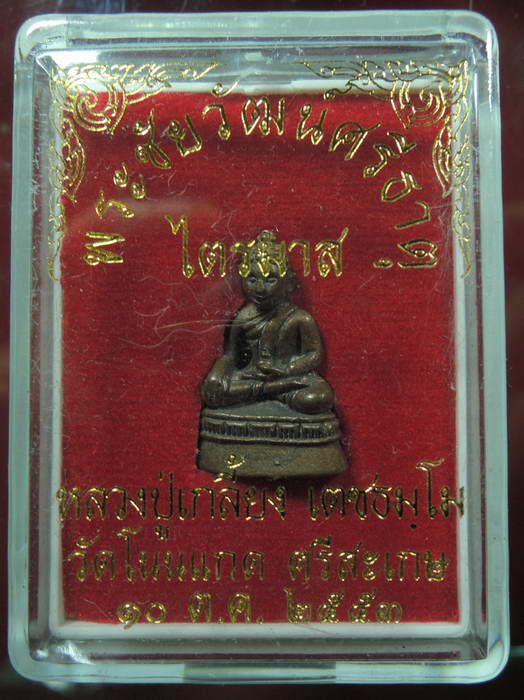 พระชัยวัฒน์ศรีธาตุ
ไตรมาส
หลวงปู่เกลี้ยง เตชธมฺโม
วัดโนนแกด ศรีสะเกษ
๑๐ ต.ค. ๒๕๕๓